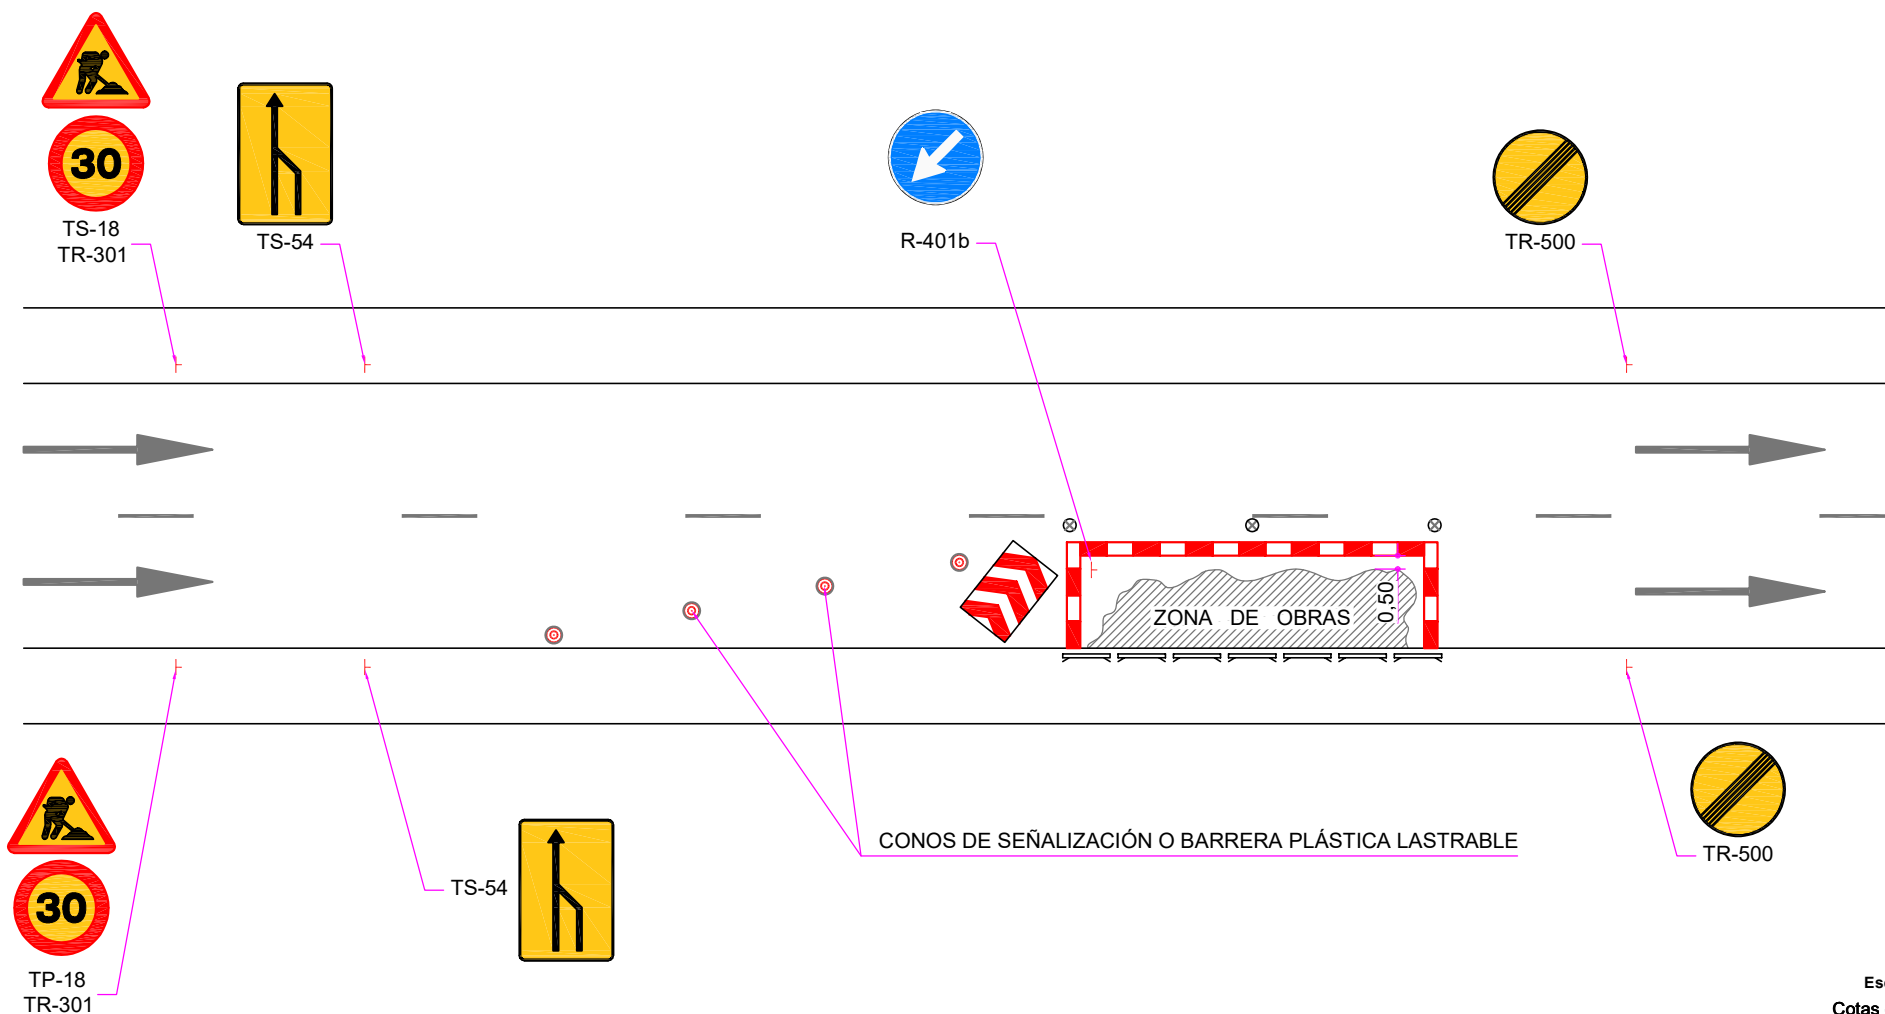 30
TS-18
TR-301
TS-54
R-401b
TR-500
ZONA DE OBRAS
0,50
CONOS DE SEÑALIZACIÓN O BARRERA PLÁSTICA LASTRABLE
TR-500
TS-54
30
TP-18
TR-301
Cotas